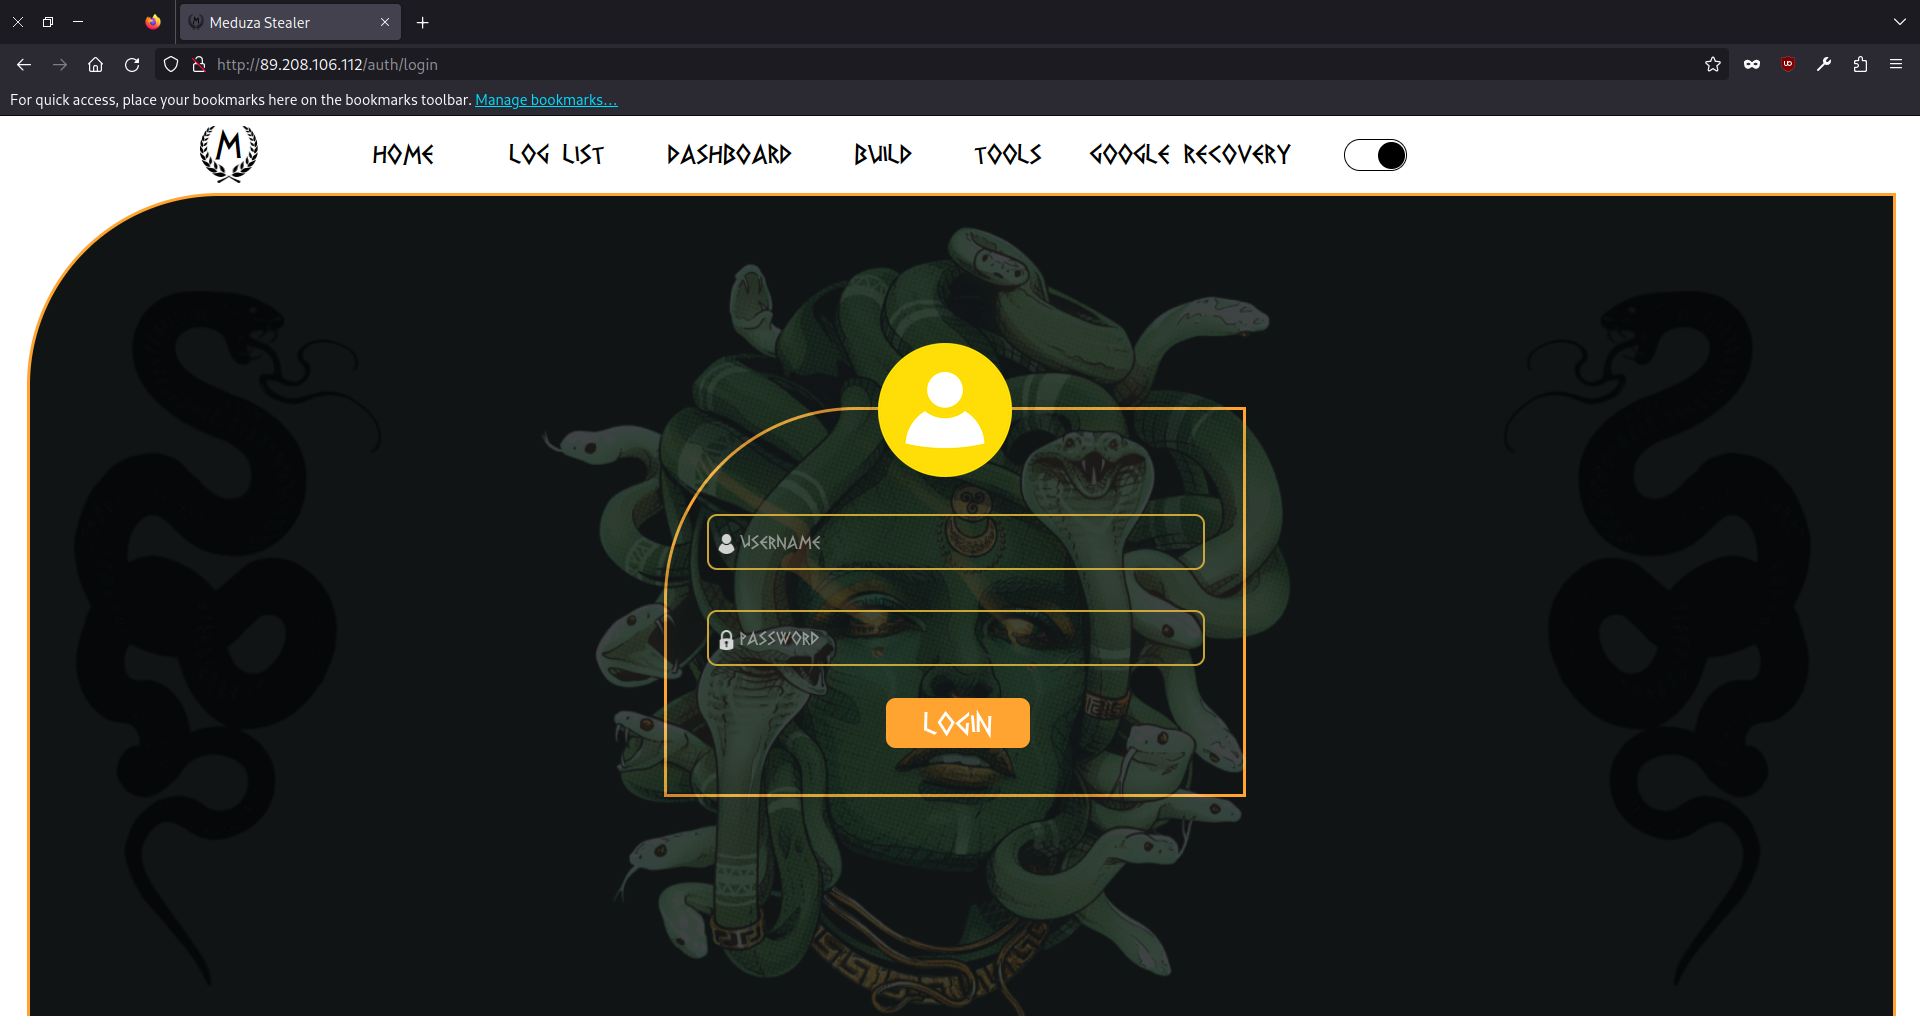 Meduza Stealer
http://89.208.106.112/auth/login
For quick access, place your bookmarks here on the bookmarks toolbar. Manage bookmarks...
M HOME LOG LIST DASHBOARD BUILD TOOLS GOOGLE RECOVERY
USERNAME
PASSWORD
LOGIN